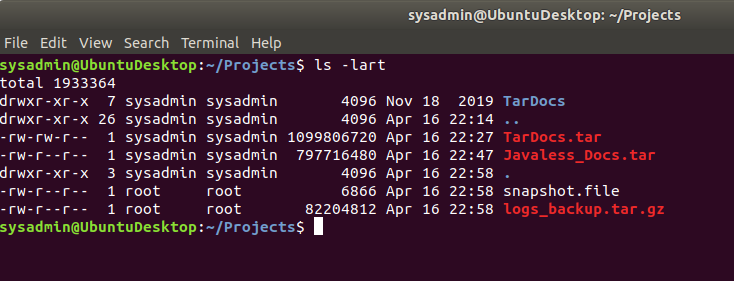 sysadmin@UbuntuDesktop: ~/Projects
File Edit View Search Terminal Help
sysadmin@UbuntuDesktop:~/Projects$ ls -lart
total 1933364
drwxr-xr-x  7 sysadmin sysadmin       4096 Nov 18  2019 TarDocs
drwxr-xr-x 26 sysadmin sysadmin       4096 Apr 16 22:14 ..
-rw-rw-r--  1 sysadmin sysadmin 1099806720 Apr 16 22:27 TarDocs.tar
-rw-r--r--  1 sysadmin sysadmin  797716480 Apr 16 22:47 Javaless_Docs.tar
drwxr-xr-x  3 sysadmin sysadmin       4096 Apr 16 22:58 .
-rw-r--r--  1 root     root           6866 Apr 16 22:58 snapshot.file
-rw-r--r--  1 root     root       82204812 Apr 16 22:58 logs_backup.tar.gz
sysadmin@UbuntuDesktop:~/Projects$